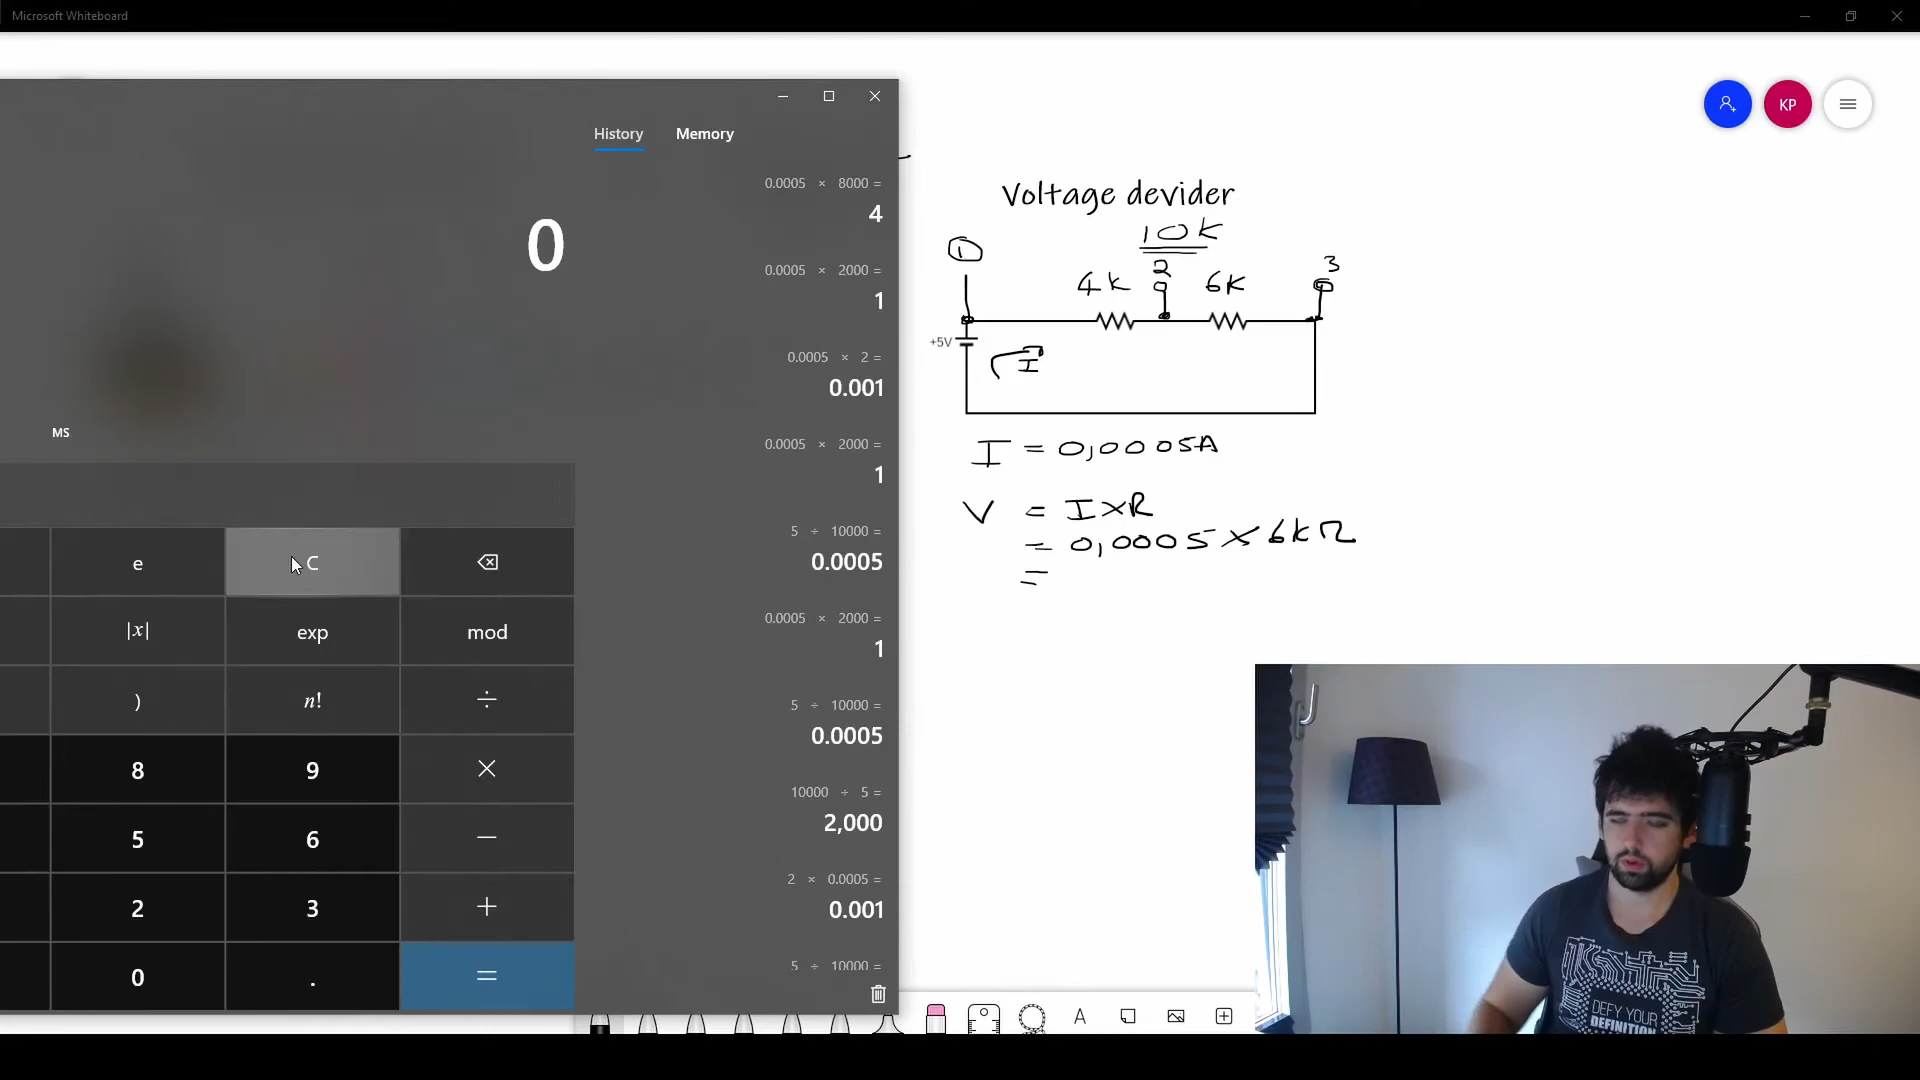 Microsoft Whiteboard
KP
History
Memory
0.0005 × 8000 =
4
0
0.0005 × 2000 =
1
0.0005 × 2 =
0.001
MS
0.0005 × 2000 =
1
5 ÷ 10000 =
0.0005
0.0005 × 2000 =
1
5 ÷ 10000 =
0.0005
10000 ÷ 5 =
2,000
2 × 0.0005 =
0.001
5 ÷ 10000 =
e C
|x| exp mod
) n! ÷
8 9 ×
5 6 −
2 3 +
0 . =
Voltage devider
10K
1
4K 2 6K 3
+5V
I
I = 0,0005A
V = I×R
= 0,0005 × 6KΩ
=
A
DEFY YOUR
DEFINITION